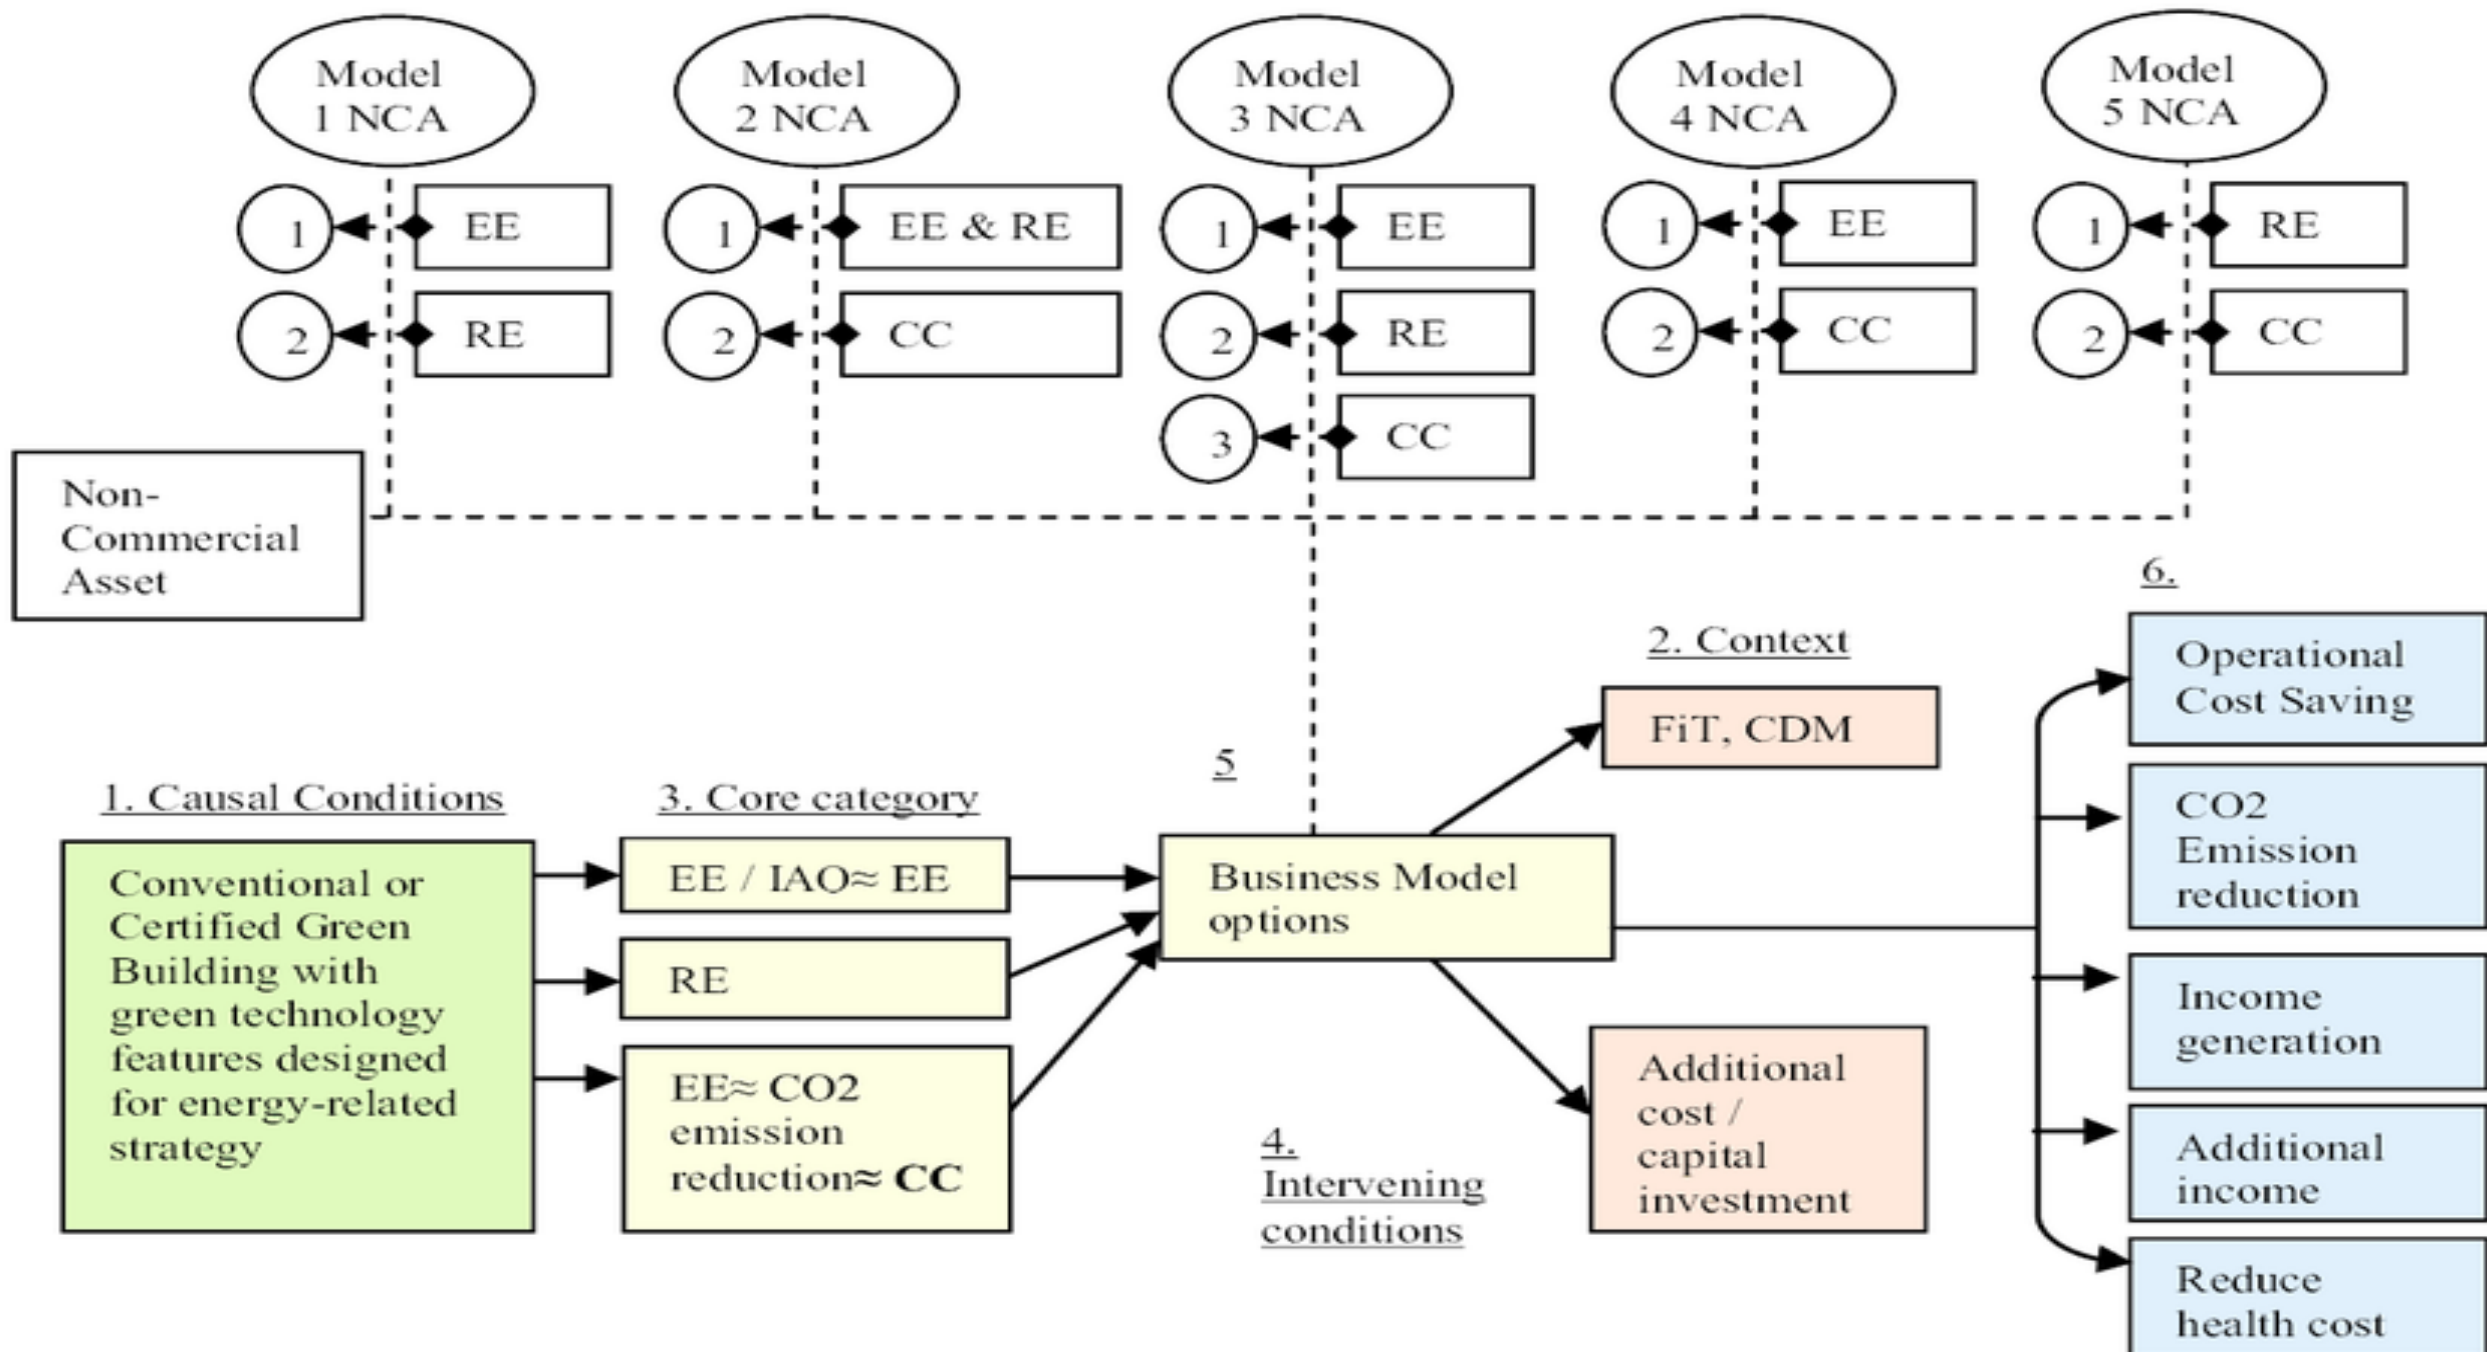 Model
1 NCA
Model
2 NCA
Model
3 NCA
Model
4 NCA
Model
5 NCA
1
EE
2
RE
1
EE & RE
2
CC
1
EE
2
RE
3
CC
1
EE
2
CC
1
RE
2
CC
Non-
Commercial
Asset
1. Causal Conditions
Conventional or
Certified Green
Building with
green technology
features designed
for energy-related
strategy
3. Core category
EE / IAQ≈ EE
RE
EE≈ CO2
emission
reduction≈ CC
5
Business Model
options
2. Context
FiT, CDM
4.
Intervening
conditions
Additional
cost /
capital
investment
6.
Operational
Cost Saving
CO2
Emission
reduction
Income
generation
Additional
income
Reduce
health cost